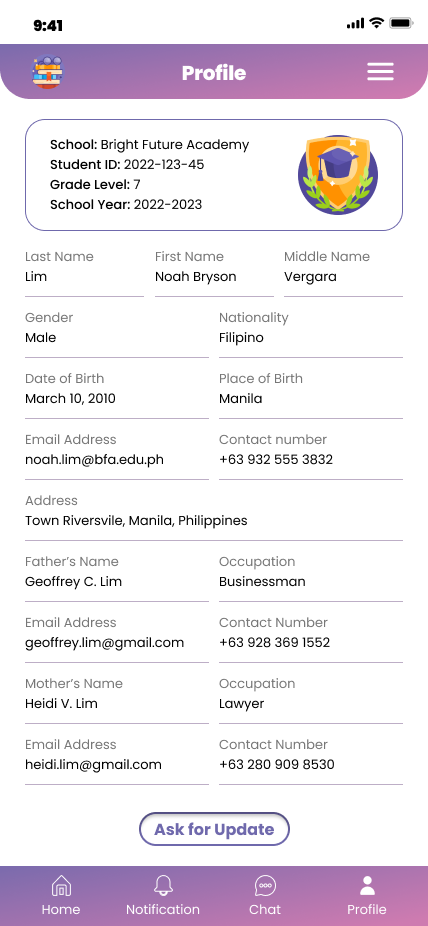 9:41
Profile
School: Bright Future Academy
Student ID: 2022-123-45
Grade Level: 7
School Year: 2022-2023
Last Name First Name Middle Name
Lim Noah Bryson Vergara
Gender Nationality
Male Filipino
Date of Birth Place of Birth
March 10, 2010 Manila
Email Address Contact number
noah.lim@bfa.edu.ph +63 932 555 3832
Address
Town Riversvile, Manila, Philippines
Father’s Name Occupation
Geoffrey C. Lim Businessman
Email Address Contact Number
geoffrey.lim@gmail.com +63 928 369 1552
Mother’s Name Occupation
Heidi V. Lim Lawyer
Email Address Contact Number
heidi.lim@gmail.com +63 280 909 8530
Ask for Update
Home Notification Chat Profile